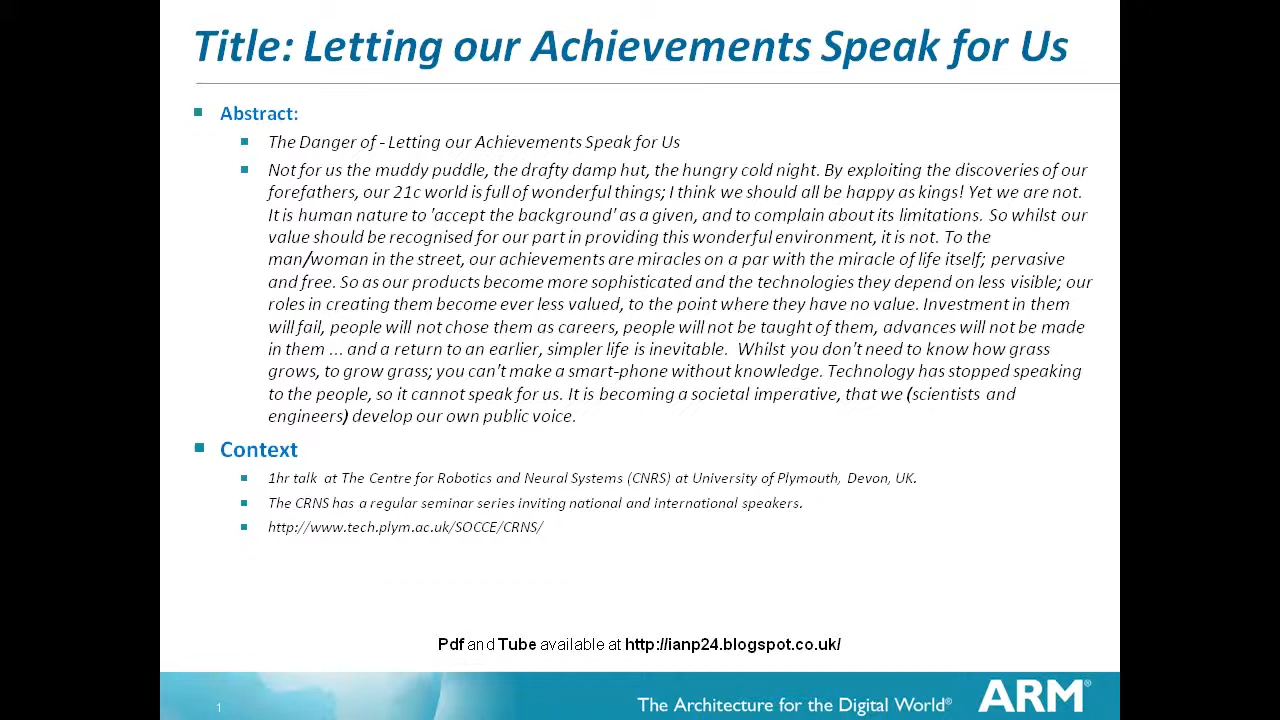 Title: Letting our Achievements Speak for Us
Abstract:
The Danger of - Letting our Achievements Speak for Us
Not for us the muddy puddle, the drafty damp hut, the hungry cold night. By exploiting the discoveries of our
forefathers, our 21c world is full of wonderful things; I think we should all be happy as kings! Yet we are not.
It is human nature to 'accept the background' as a given, and to complain about its limitations. So whilst our
value should be recognised for our part in providing this wonderful environment, it is not. To the
man/woman in the street, our achievements are miracles on a par with the miracle of life itself; pervasive
and free. So as our products become more sophisticated and the technologies they depend on less visible; our
roles in creating them become ever less valued, to the point where they have no value. Investment in them
will fail, people will not chose them as careers, people will not be taught of them, advances will not be made
in them ... and a return to an earlier, simpler life is inevitable. Whilst you don't need to know how grass
grows, to grow grass; you can't make a smart-phone without knowledge. Technology has stopped speaking
to the people, so it cannot speak for us. It is becoming a societal imperative, that we (scientists and
engineers) develop our own public voice.
Context
1hr talk at The Centre for Robotics and Neural Systems (CNRS) at University of Plymouth, Devon, UK.
The CRNS has a regular seminar series inviting national and international speakers.
http://www.tech.plym.ac.uk/SOCCE/CRNS/
Pdf and Tube available at http://ianp24.blogspot.co.uk/
1
The Architecture for the Digital World®
ARM®